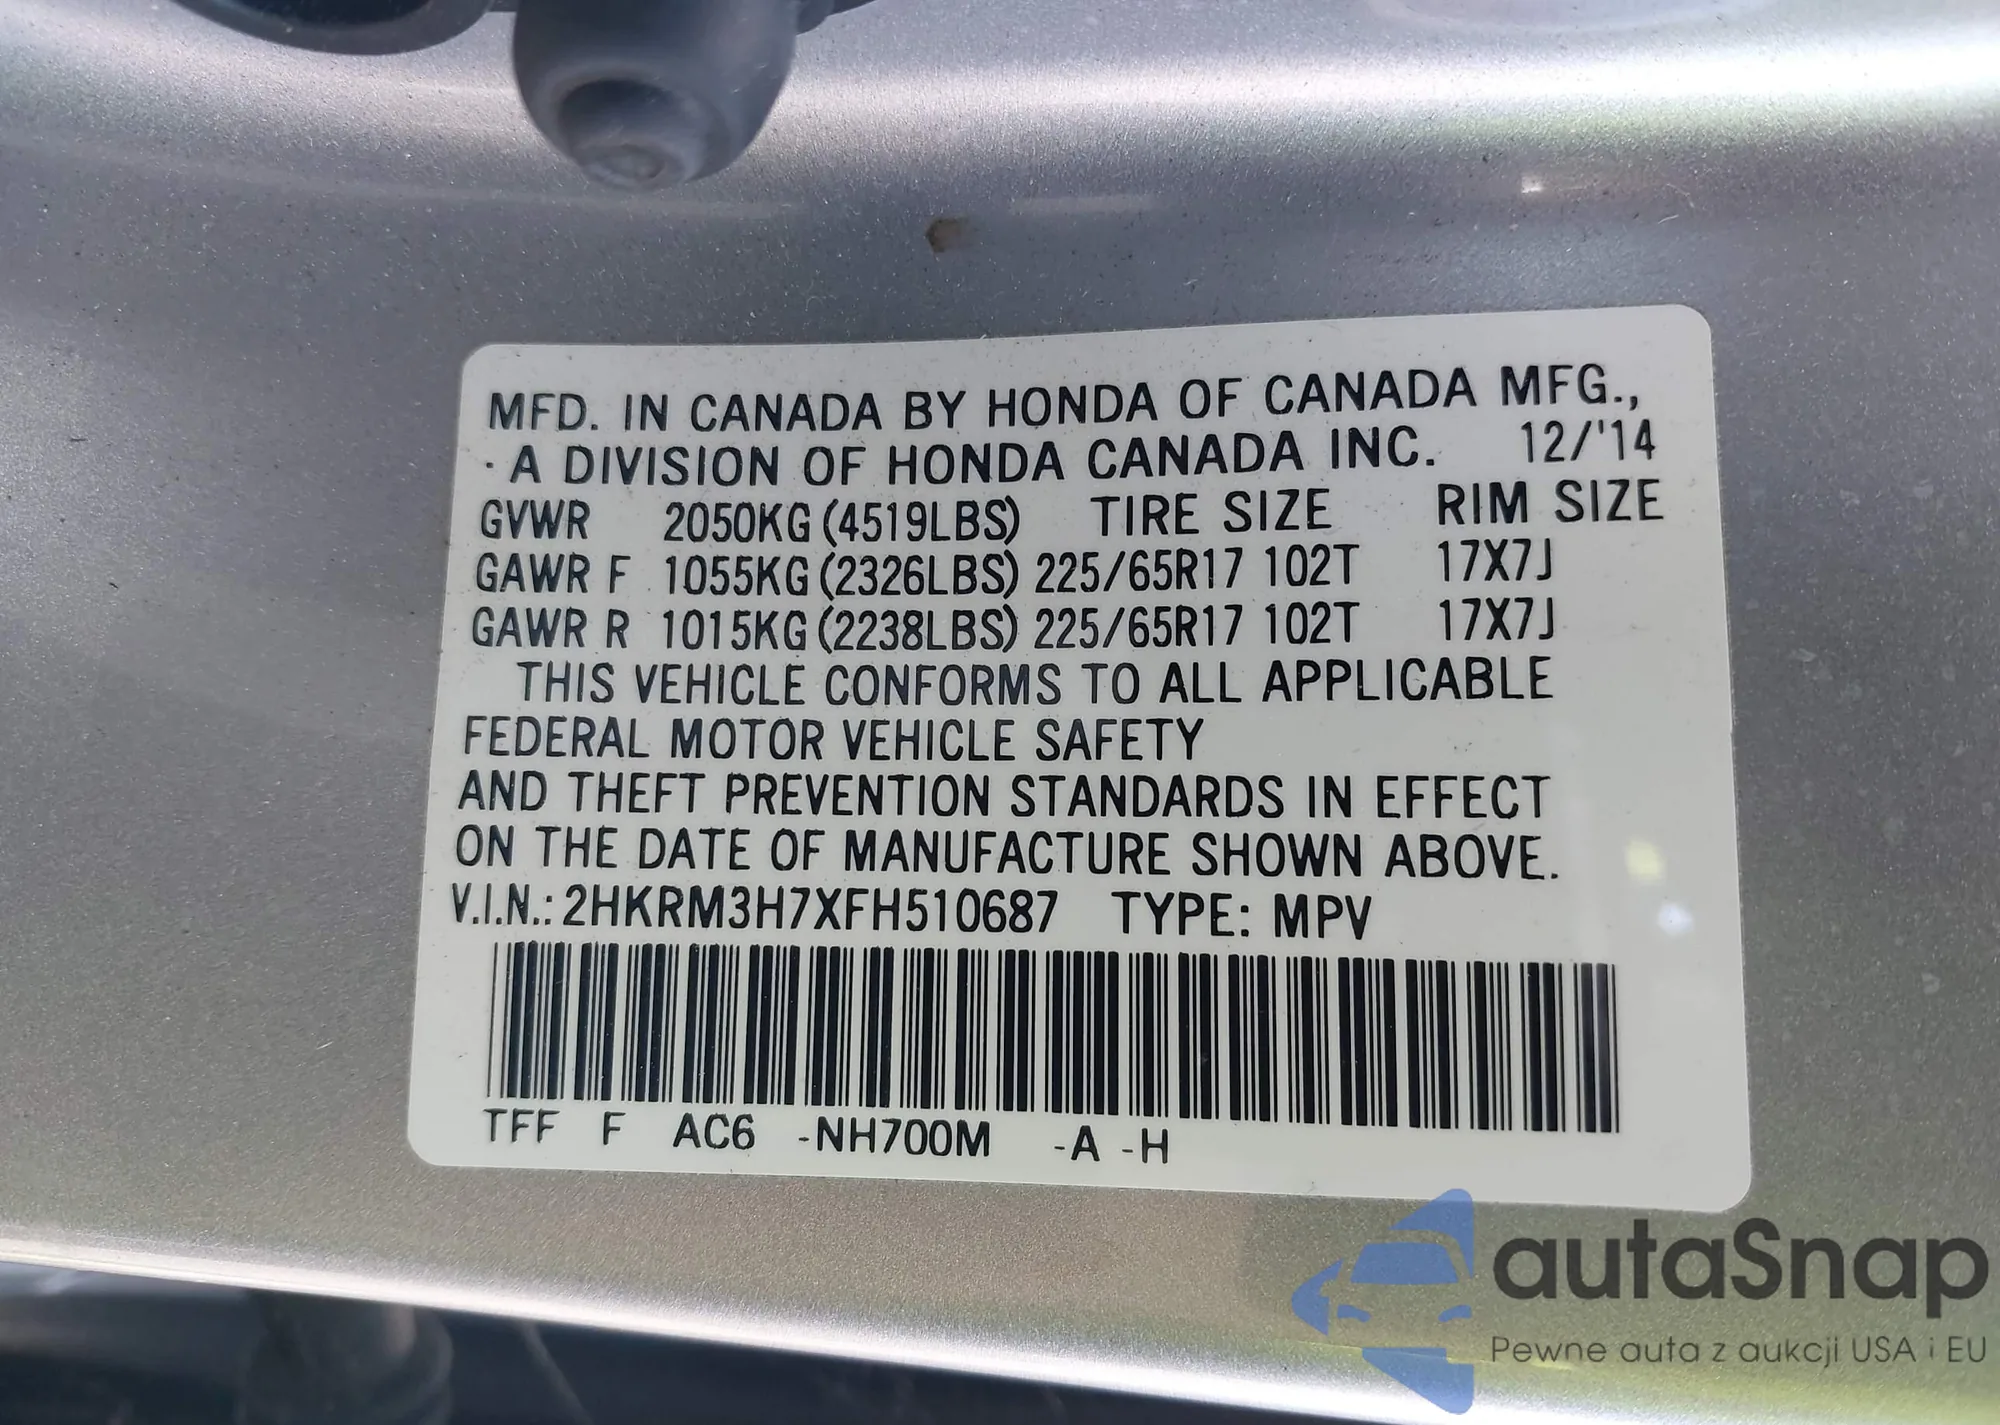 MFD. IN CANADA BY HONDA OF CANADA MFG.,
A DIVISION OF HONDA CANADA INC. 12/'14
GVWR 2050KG (4519LBS) TIRE SIZE RIM SIZE
GAWR F 1055KG (2326LBS) 225/65R17 102T 17X7J
GAWR R 1015KG (2238LBS) 225/65R17 102T 17X7J
THIS VEHICLE CONFORMS TO ALL APPLICABLE
FEDERAL MOTOR VEHICLE SAFETY
AND THEFT PREVENTION STANDARDS IN EFFECT
ON THE DATE OF MANUFACTURE SHOWN ABOVE.
V.I.N.: 2HKRM3H7XFH510687 TYPE: MPV
TFF F AC6 -NH700M -A -H
autaSnap
Pewne auta z aukcji USA i EU